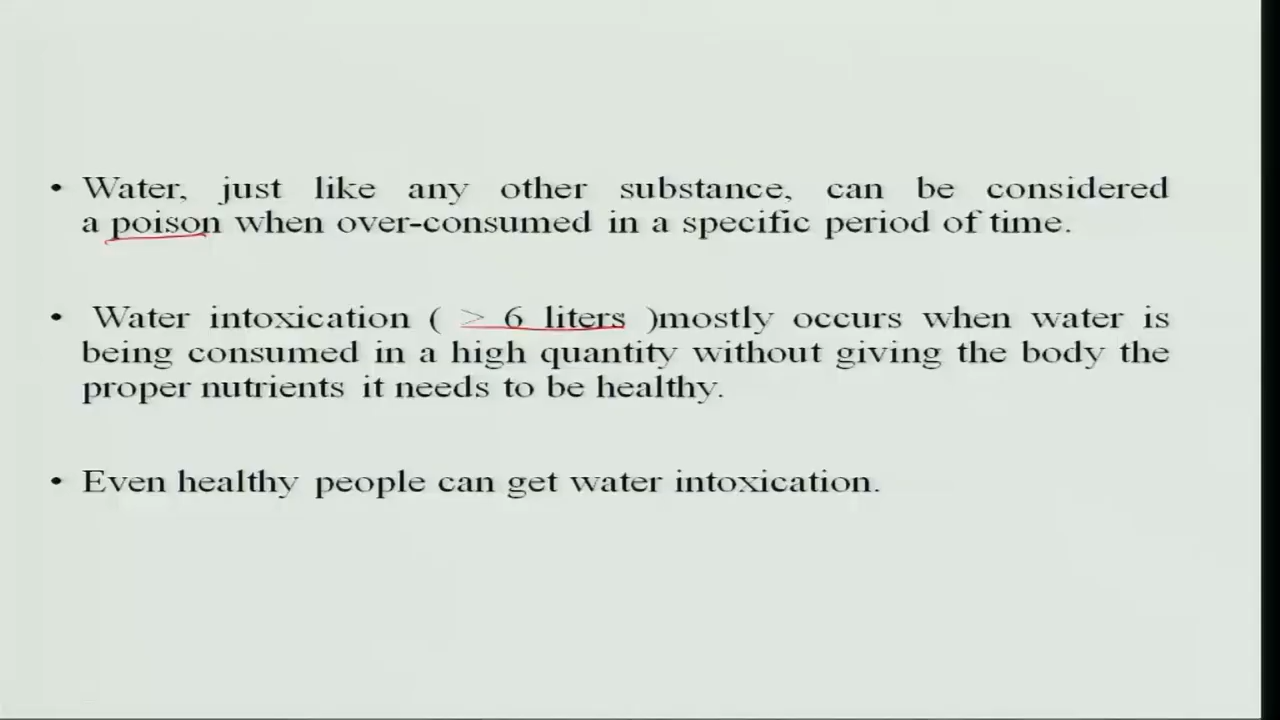 • Water, just like any other substance, can be considered
a poison when over-consumed in a specific period of time.
• Water intoxication ( > 6 liters )mostly occurs when water is
being consumed in a high quantity without giving the body the
proper nutrients it needs to be healthy.
• Even healthy people can get water intoxication.